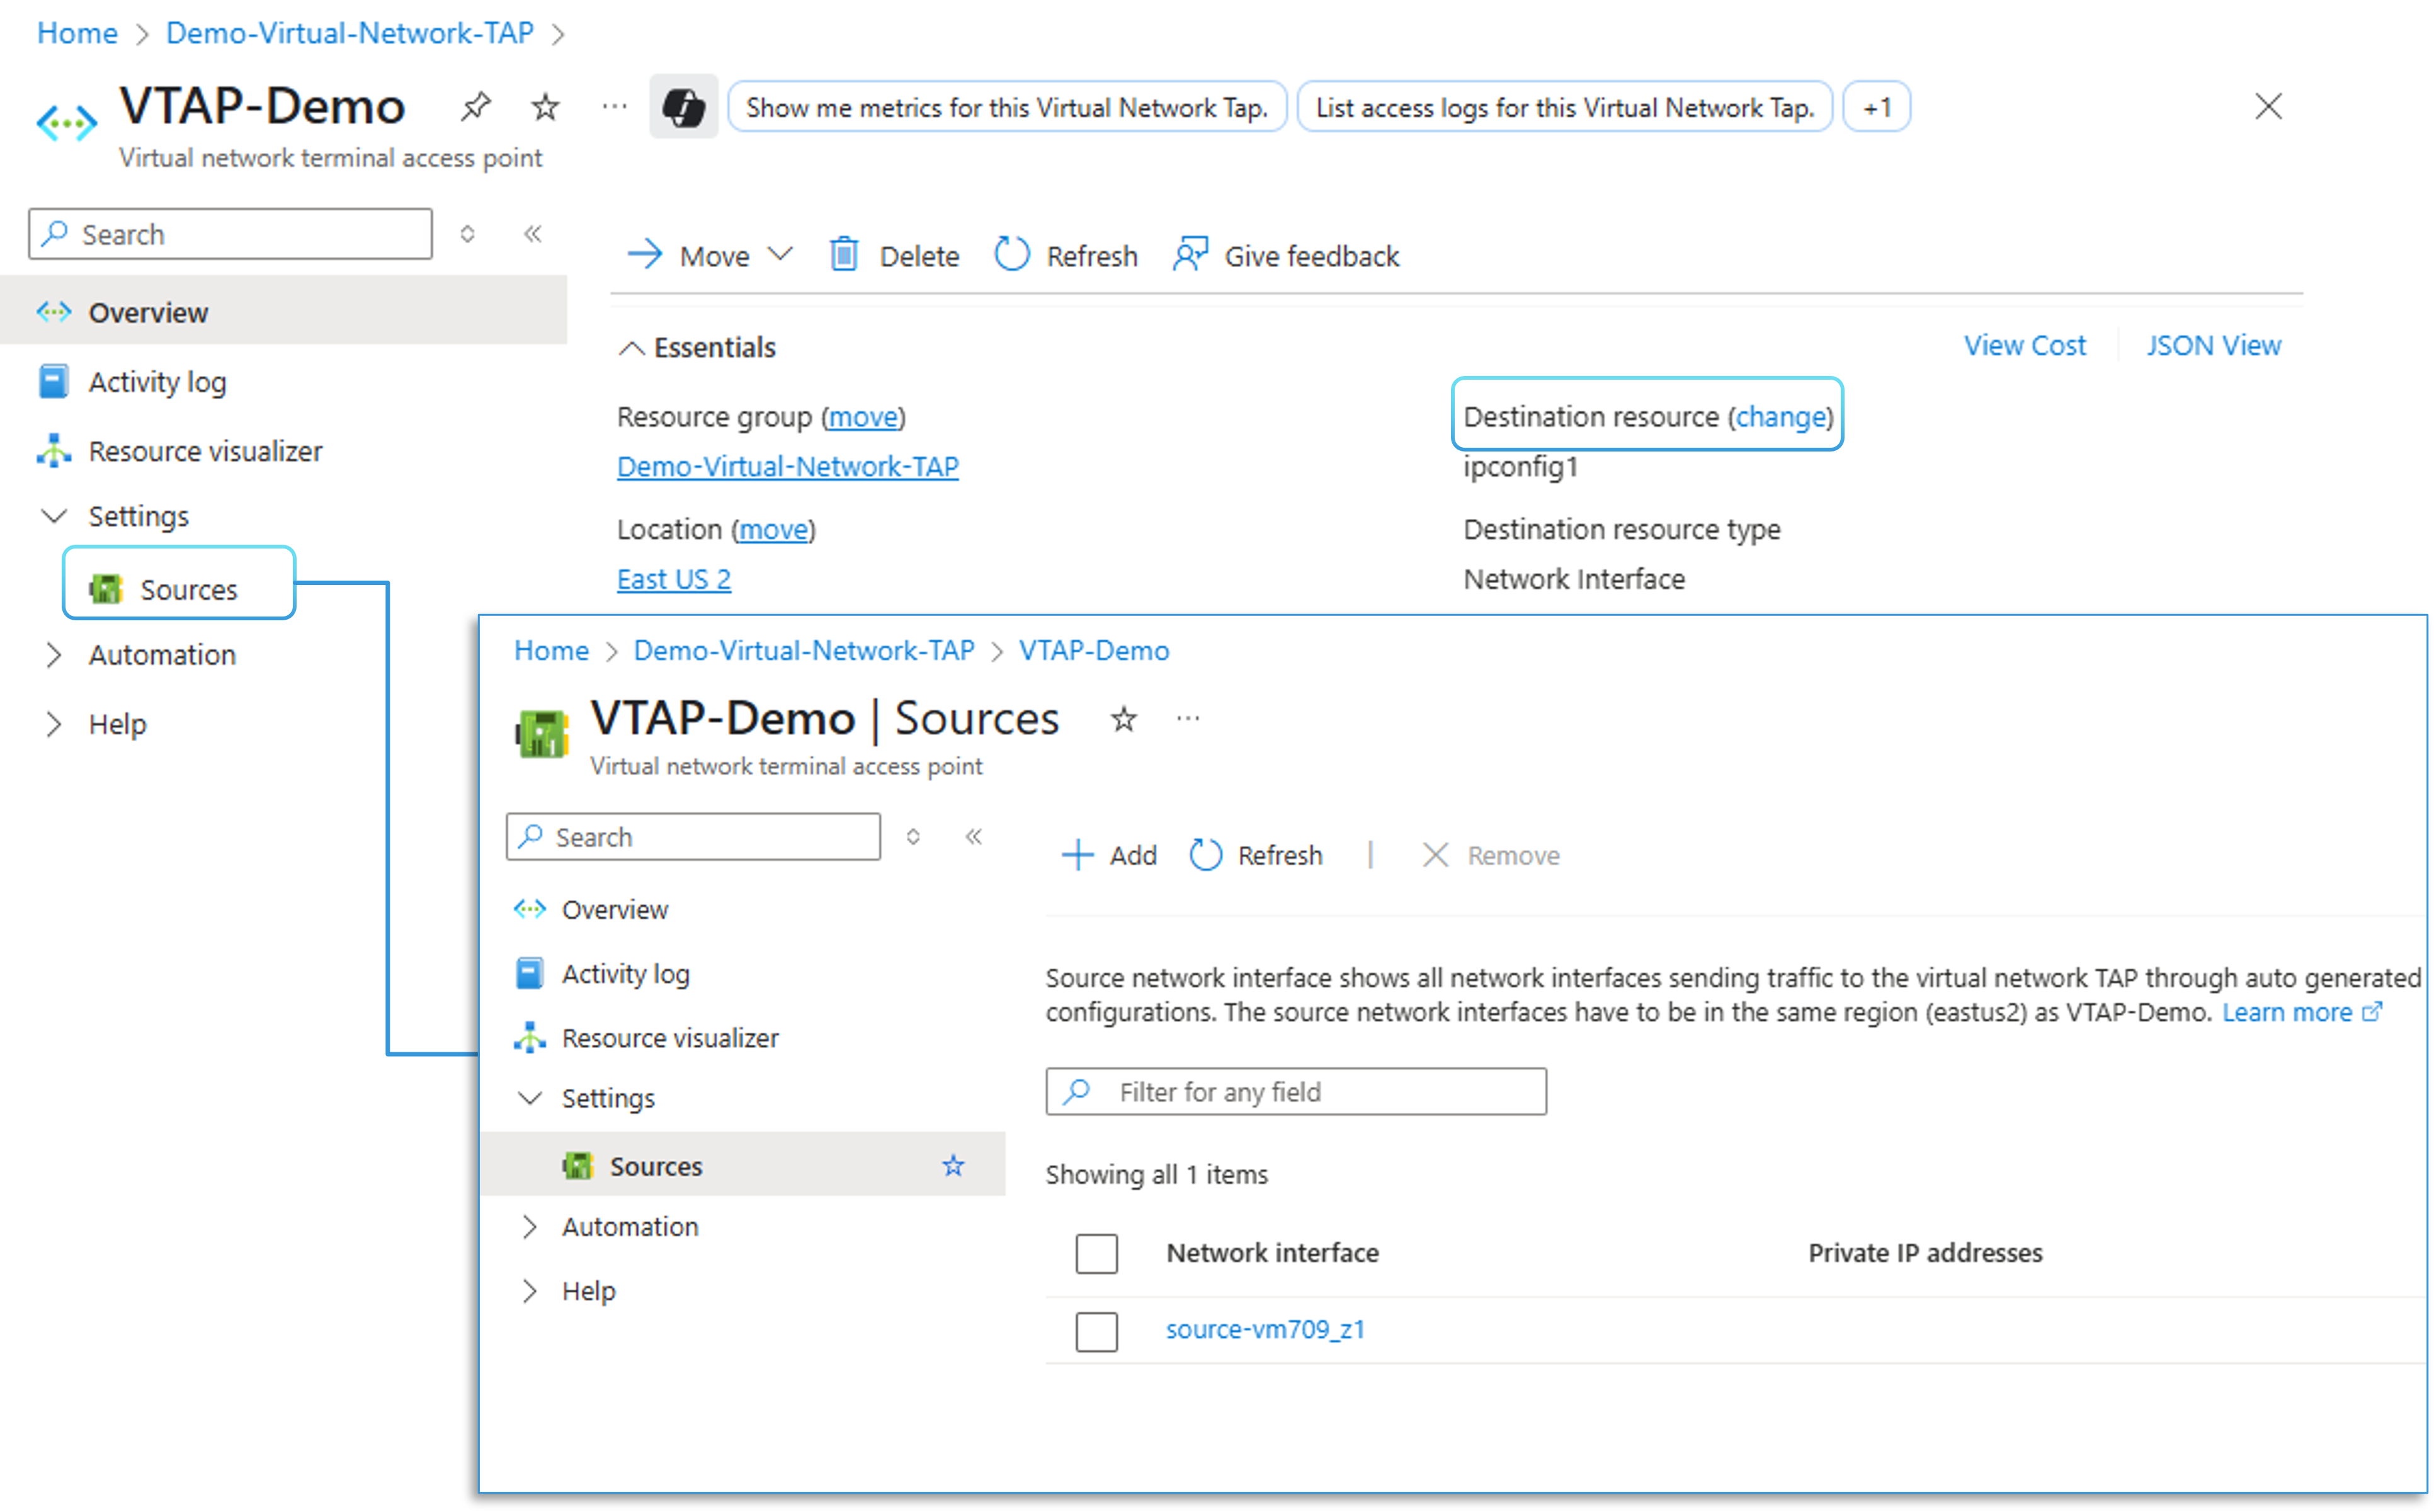 Home > Demo-Virtual-Network-TAP >
VTAP-Demo
Show me metrics for this Virtual Network Tap.
List access logs for this Virtual Network Tap.
+1
Virtual network terminal access point
Search
Overview
Activity log
Resource visualizer
Settings
Sources
Automation
Help
Move
Delete
Refresh
Give feedback
Essentials
View Cost
JSON View
Resource group (move)
Demo-Virtual-Network-TAP
Location (move)
East US 2
Destination resource (change)
ipconfig1
Destination resource type
Network Interface
Home > Demo-Virtual-Network-TAP > VTAP-Demo
VTAP-Demo | Sources
Virtual network terminal access point
Search
Overview
Activity log
Resource visualizer
Settings
Sources
Automation
Help
Add
Refresh
Remove
Source network interface shows all network interfaces sending traffic to the virtual network TAP through auto generated
configurations. The source network interfaces have to be in the same region (eastus2) as VTAP-Demo. Learn more
Filter for any field
Showing all 1 items
Network interface
Private IP addresses
source-vm709_z1